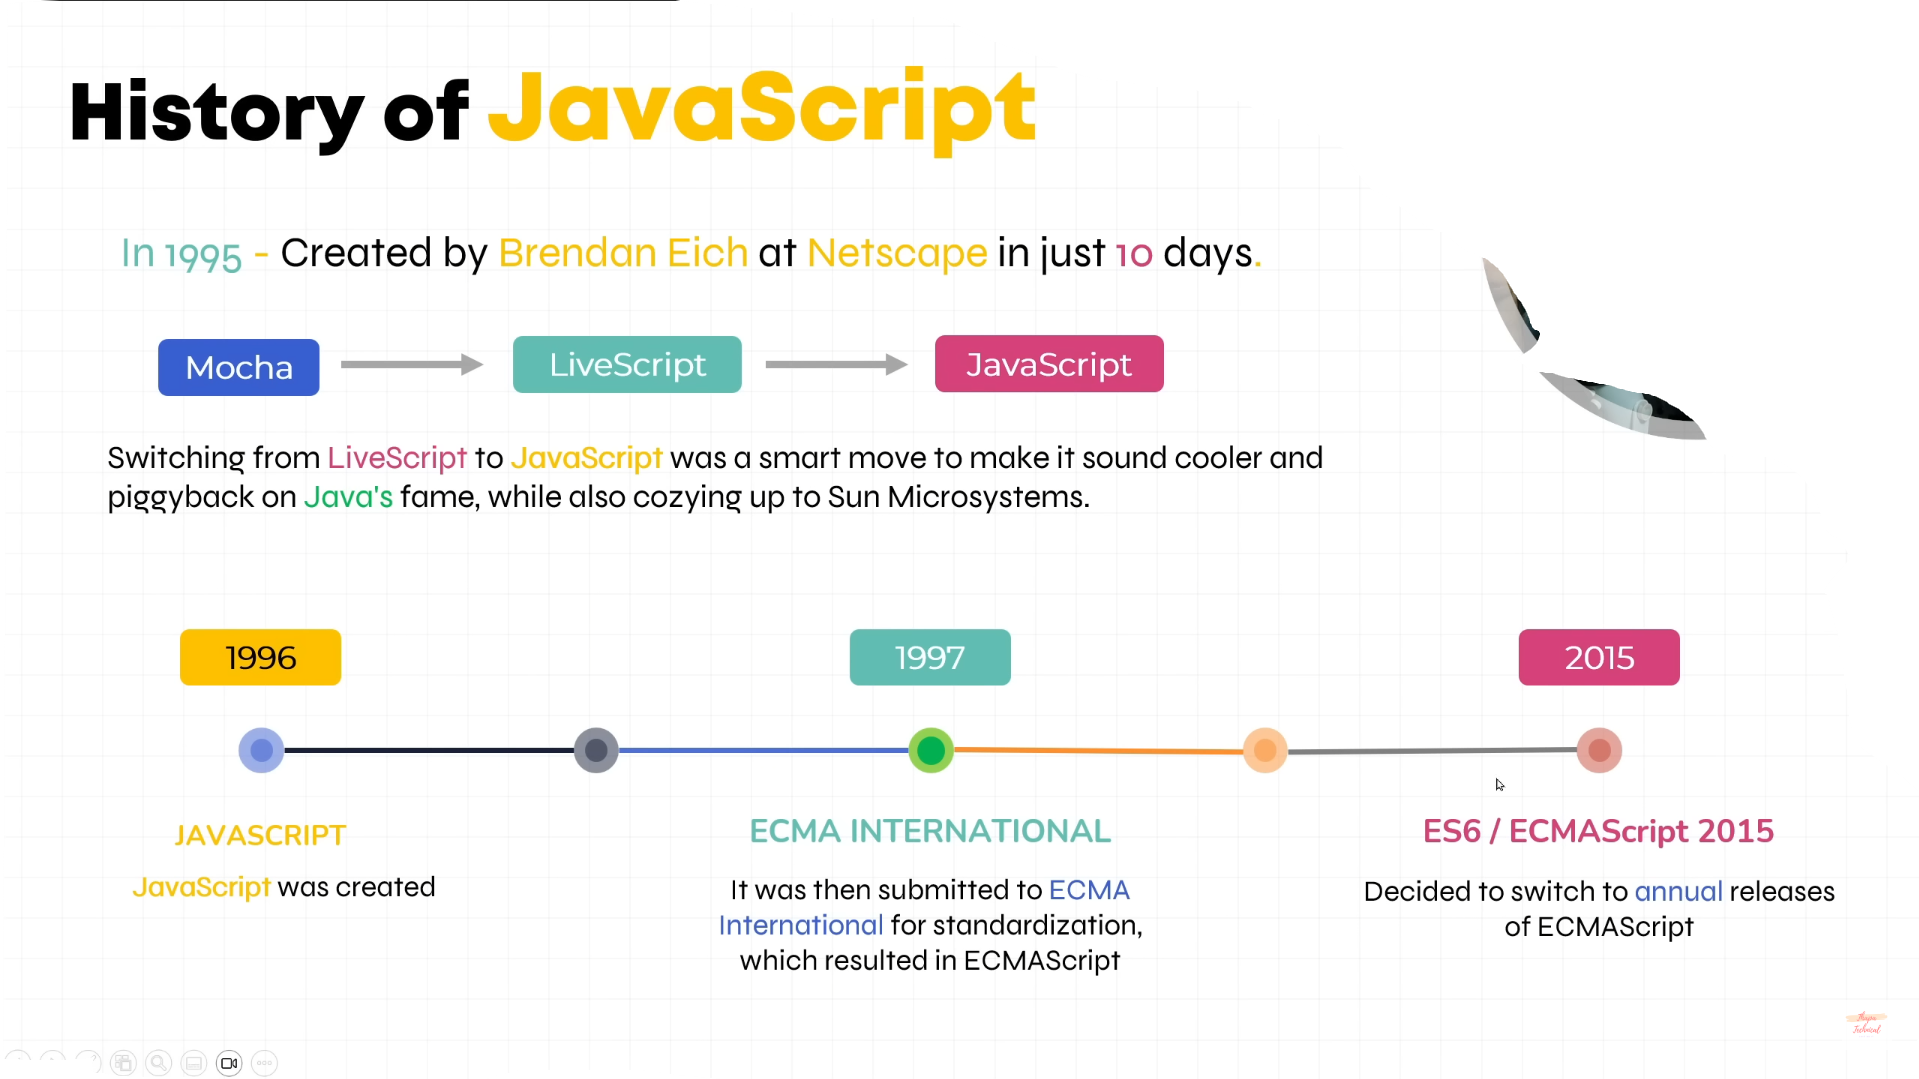 History of JavaScript
In 1995 - Created by Brendan Eich at Netscape in just 10 days.
Mocha
LiveScript
JavaScript
Switching from LiveScript to JavaScript was a smart move to make it sound cooler and
piggyback on Java's fame, while also cozying up to Sun Microsystems.
1996
1997
2015
JAVASCRIPT
JavaScript was created
ECMA INTERNATIONAL
It was then submitted to ECMA
International for standardization,
which resulted in ECMAScript
ES6 / ECMAScript 2015
Decided to switch to annual releases
of ECMAScript
Thapa
Technical